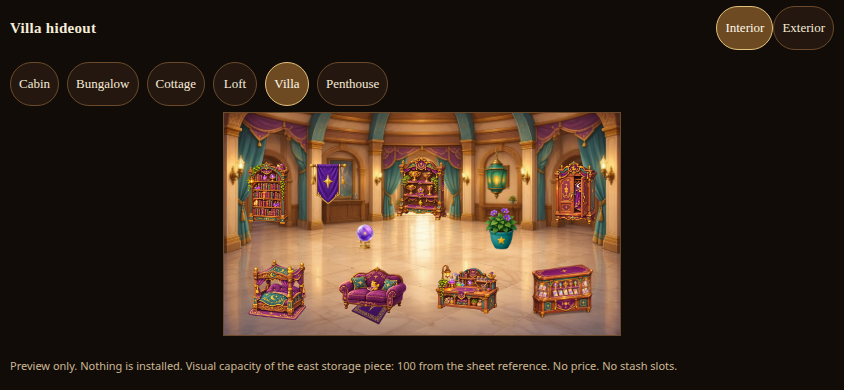 Villa hideout
Interior
Exterior
Cabin
Bungalow
Cottage
Loft
Villa
Penthouse
Preview only. Nothing is installed. Visual capacity of the east storage piece: 100 from the sheet reference. No price. No stash slots.